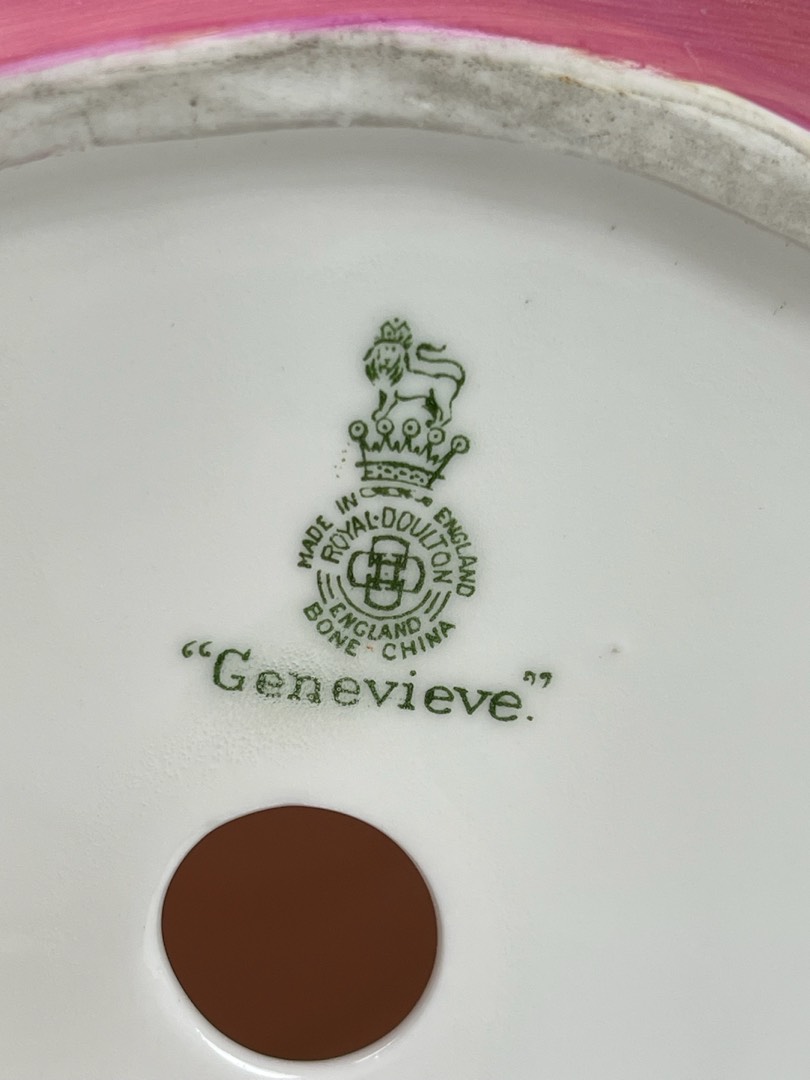 MADE IN ENGLAND
ROYAL·DOULTON
ENGLAND
BONE CHINA
“Genevieve.”